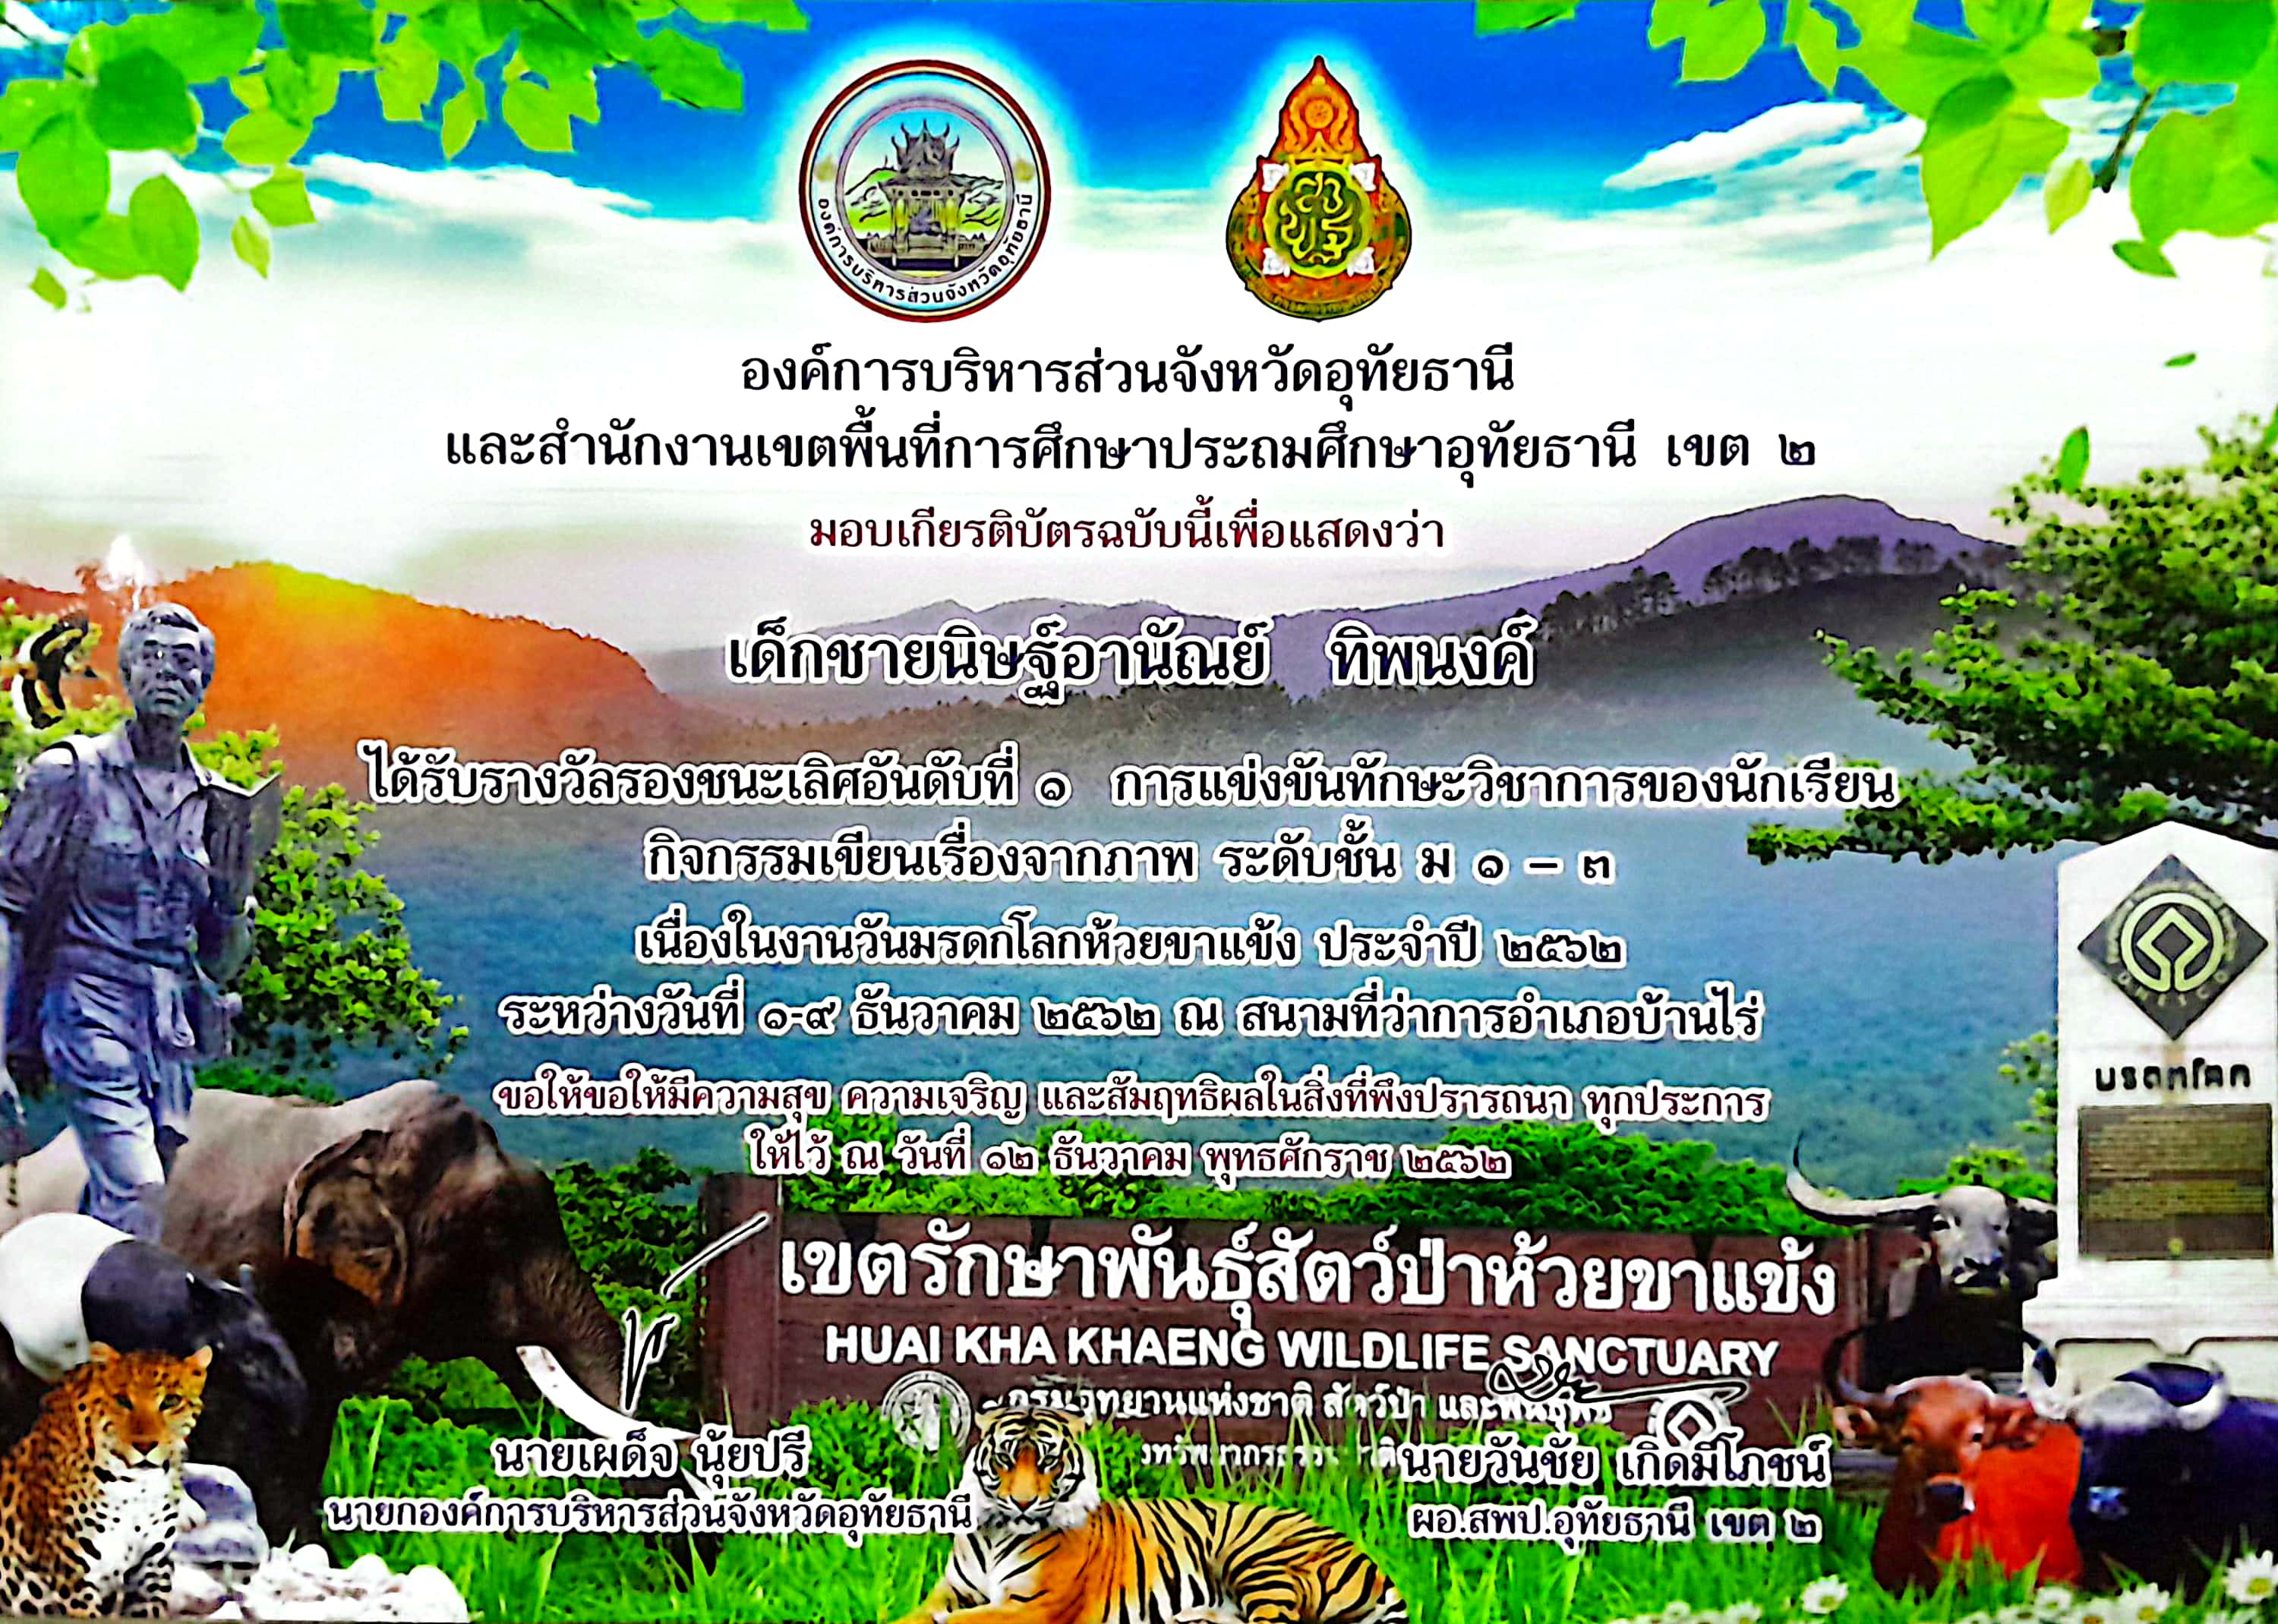 องค์การบริหารส่วนจังหวัดอุทัยธานี
องค์การบริหารส่วนจังหวัดอุทัยธานี
และสำนักงานเขตพื้นที่การศึกษาประถมศึกษาอุทัยธานี เขต ๒
มอบเกียรติบัตรฉบับนี้เพื่อแสดงว่า
เด็กชายนิษฐ์อานัณย์ ทิพนงค์
ได้รับรางวัลรองชนะเลิศอันดับที่ ๑ การแข่งขันทักษะวิชาการของนักเรียน
กิจกรรมเขียนเรื่องจากภาพ ระดับชั้น ม ๑ – ๓
เนื่องในงานวันมรดกโลกห้วยขาแข้ง ประจำปี ๒๕๖๒
ระหว่างวันที่ ๑-๙ ธันวาคม ๒๕๖๒ ณ สนามที่ว่าการอำเภอบ้านไร่
มรดกโลก
ขอให้ขอให้มีความสุข ความเจริญ และสัมฤทธิผลในสิ่งที่พึงปรารถนา ทุกประการ
ให้ไว้ ณ วันที่ ๑๒ ธันวาคม พุทธศักราช ๒๕๖๒
เขตรักษาพันธุ์สัตว์ป่าห้วยขาแข้ง
HUAI KHA KHAENG WILDLIFE SANCTUARY
กรมอุทยานแห่งชาติ สัตว์ป่า และพันธุ์พืช
นายเผด็จ นุ้ยปรี
นายกองค์การบริหารส่วนจังหวัดอุทัยธานี
นายวันชัย เกิดมีโภชน์
ผอ.สพป.อุทัยธานี เขต ๒